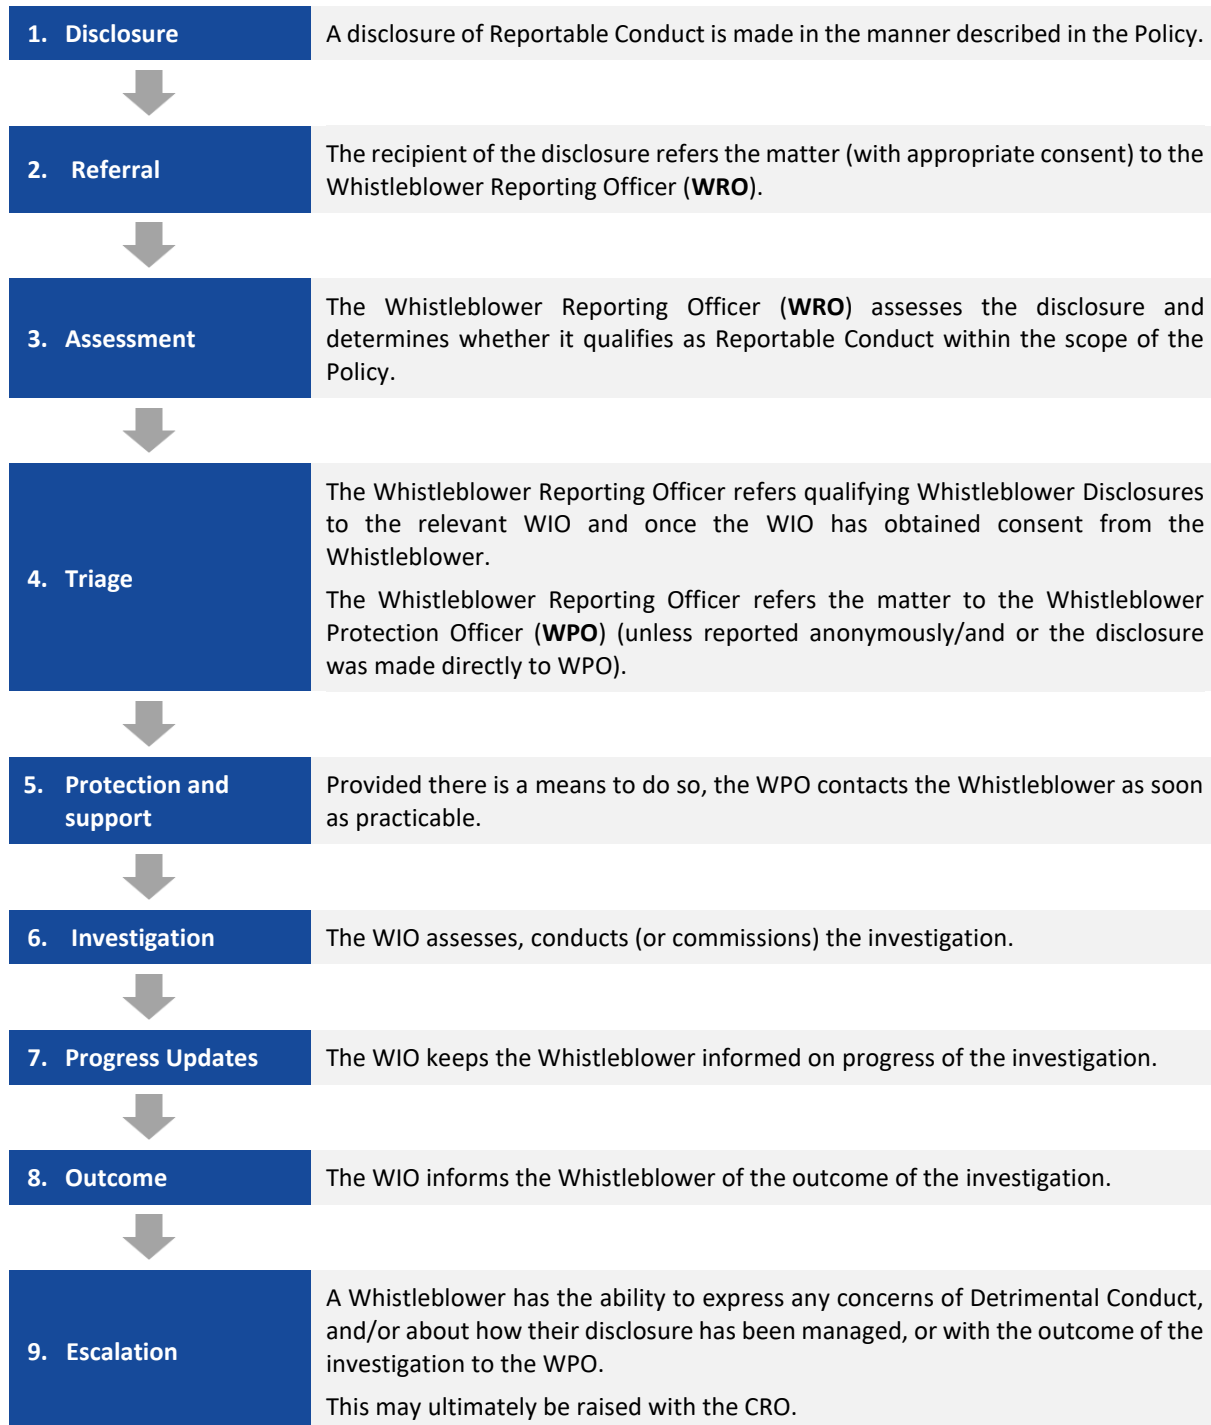 1. Disclosure
A disclosure of Reportable Conduct is made in the manner described in the Policy.
2. Referral
The recipient of the disclosure refers the matter (with appropriate consent) to the
Whistleblower Reporting Officer (WRO).
3. Assessment
The Whistleblower Reporting Officer (WRO) assesses the disclosure and
determines whether it qualifies as Reportable Conduct within the scope of the
Policy.
4. Triage
The Whistleblower Reporting Officer refers qualifying Whistleblower Disclosures
to the relevant WIO and once the WIO has obtained consent from the
Whistleblower.
The Whistleblower Reporting Officer refers the matter to the Whistleblower
Protection Officer (WPO) (unless reported anonymously/and or the disclosure
was made directly to WPO).
5. Protection and
support
Provided there is a means to do so, the WPO contacts the Whistleblower as soon
as practicable.
6. Investigation
The WIO assesses, conducts (or commissions) the investigation.
7. Progress Updates
The WIO keeps the Whistleblower informed on progress of the investigation.
8. Outcome
The WIO informs the Whistleblower of the outcome of the investigation.
9. Escalation
A Whistleblower has the ability to express any concerns of Detrimental Conduct,
and/or about how their disclosure has been managed, or with the outcome of the
investigation to the WPO.
This may ultimately be raised with the CRO.